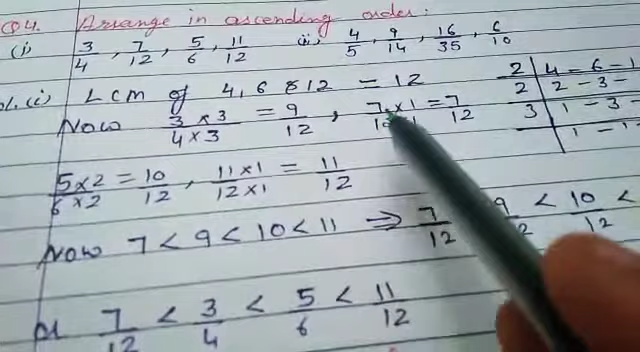 Q4. Arrange in ascending order:
(i) 3/4, 7/12, 5/6, 11/12 ii) 4/5, 9/14, 16/35, 6/10
(i) LCM of 4, 6 & 12 = 12
2 | 4 - 6 - 1
2 | 2 - 3 -
3 | 1 - 3 -
1 - 1 -
Now 3×3/4×3 = 9/12, 7×1/ = 7/12
5×2/6×2 = 10/12, 11×1/12×1 = 11/12
Now 7 < 9 < 10 < 11 ⇒ 7/12 9/ < 10/12 <
7/12 < 3/4 < 5/6 < 11/12